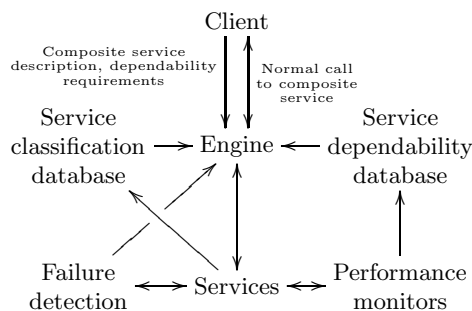 Client
Composite service
description, dependability
requirements
Normal call
to composite
service
Service
classification
database
Engine
Service
dependability
database
Failure
detection
Services
Performance
monitors